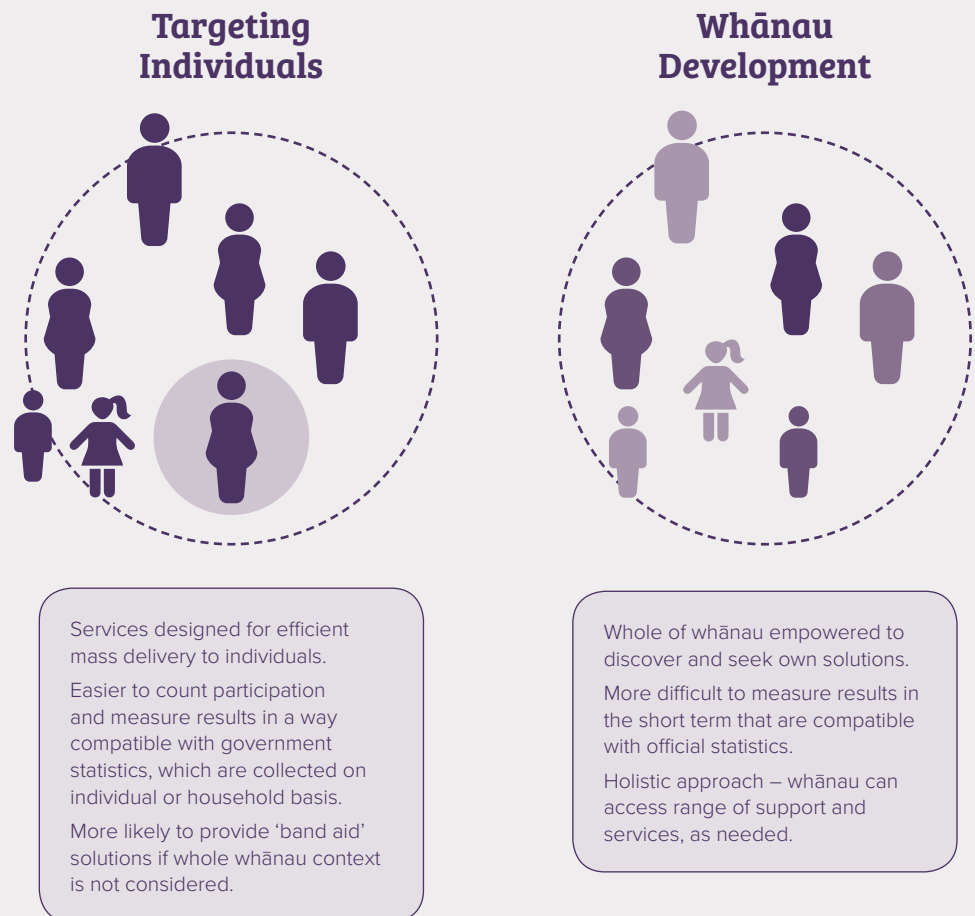 Targeting
Individuals
Services designed for efficient
mass delivery to individuals.
Easier to count participation
and measure results in a way
compatible with government
statistics, which are collected on
individual or household basis.
More likely to provide ‘band aid’
solutions if whole whānau context
is not considered.
Whānau
Development
Whole of whānau empowered to
discover and seek own solutions.
More difficult to measure results in
the short term that are compatible
with official statistics.
Holistic approach – whānau can
access range of support and
services, as needed.